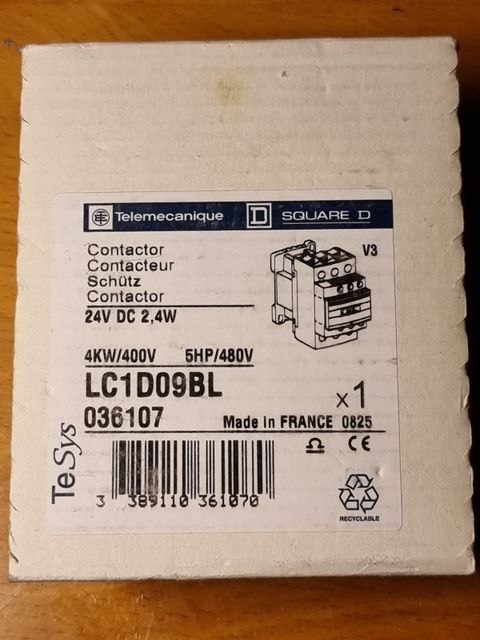 Telemecanique SQUARE D
Contactor
Contacteur
Schütz
Contactor
V3
24V DC 2,4W
4KW/400V 5HP/480V
LC1D09BL
x1
036107
Made in FRANCE 0825
TeSys
CE
3 389110 361070
RECYCLABLE